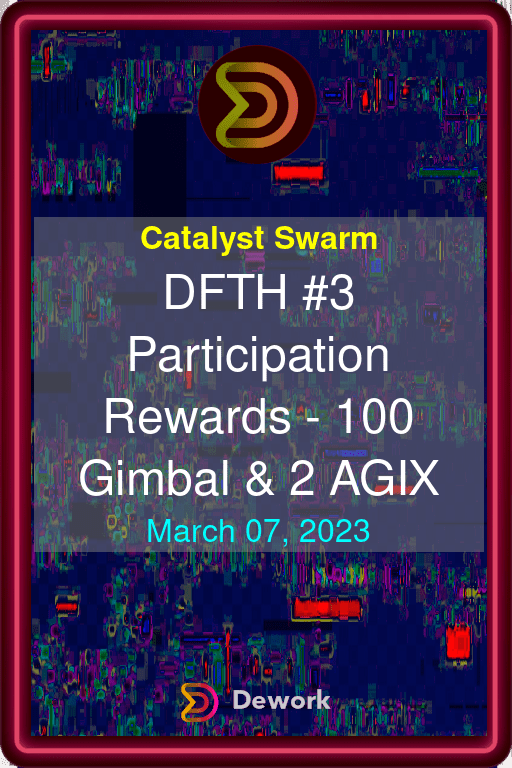 Catalyst Swarm
DFTH #3
Participation
Rewards - 100
Gimbal & 2 AGIX
March 07, 2023
Dework